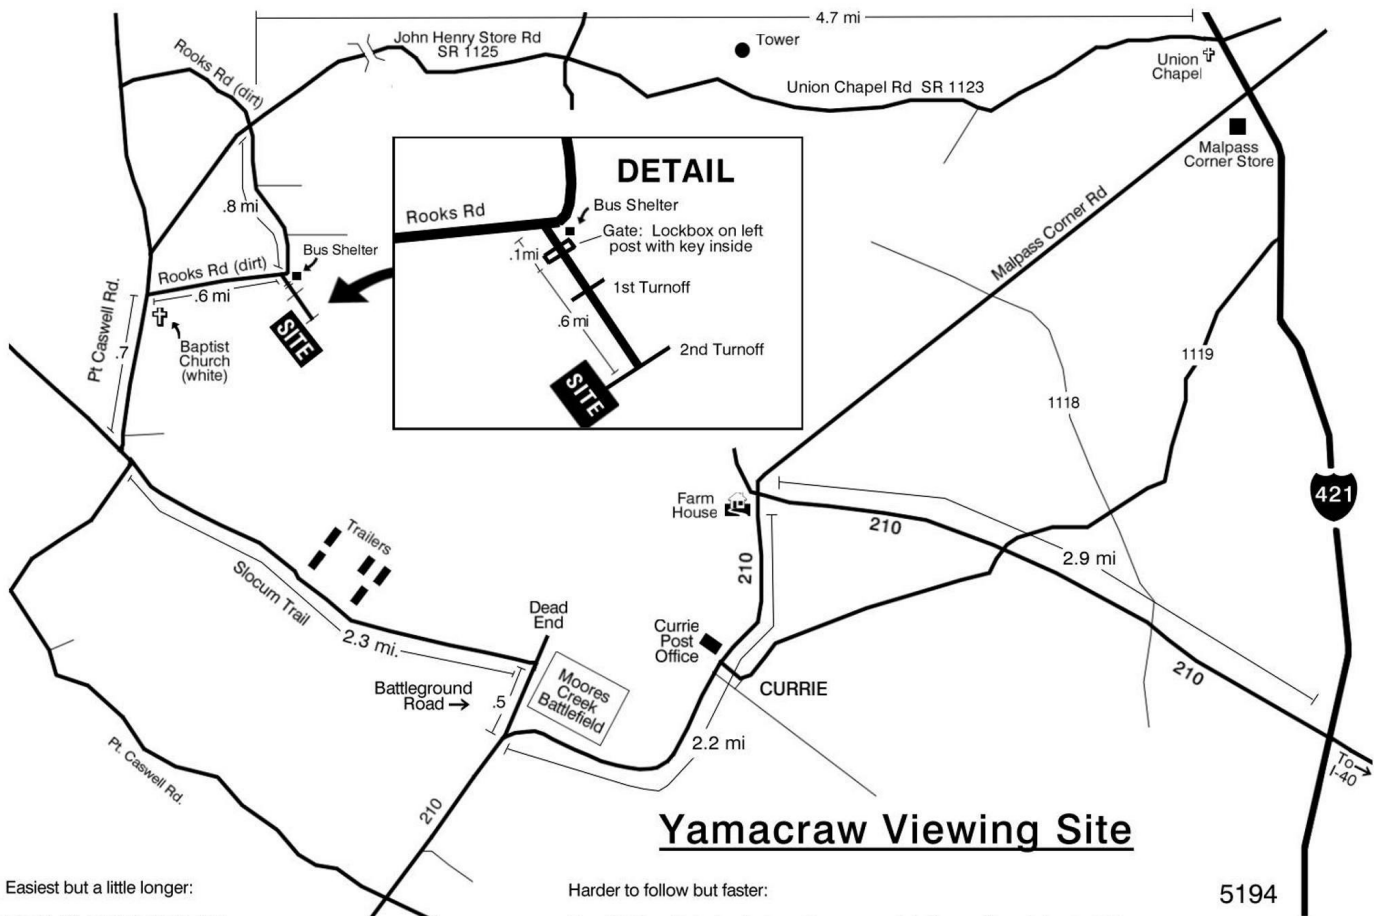 4.7 mi
John Henry Store Rd
SR 1125
Tower
Rooks Rd (dirt)
Union
Chapel
Union Chapel Rd  SR 1123
Malpass
Corner Store
DETAIL
Rooks Rd
Bus Shelter
Gate:  Lockbox on left
post with key inside
.1mi
1st Turnoff
.6 mi
2nd Turnoff
SITE
.8 mi
Bus Shelter
Rooks Rd (dirt)
.6 mi
SITE
Pt Caswell Rd.
.7
Baptist
Church
(white)
Malpass Corner Rd
1119
1118
421
Farm
House
210
210
2.9 mi
Trailers
Slocum Trail
2.3 mi.
Dead
End
Currie
Post
Office
CURRIE
210
Battleground
Road →
.5
Moores
Creek
Battlefield
2.2 mi
To →
I-40
Pt. Caswell Rd.
210
Yamacraw Viewing Site
Easiest but a little longer:
Harder to follow but faster:
5194